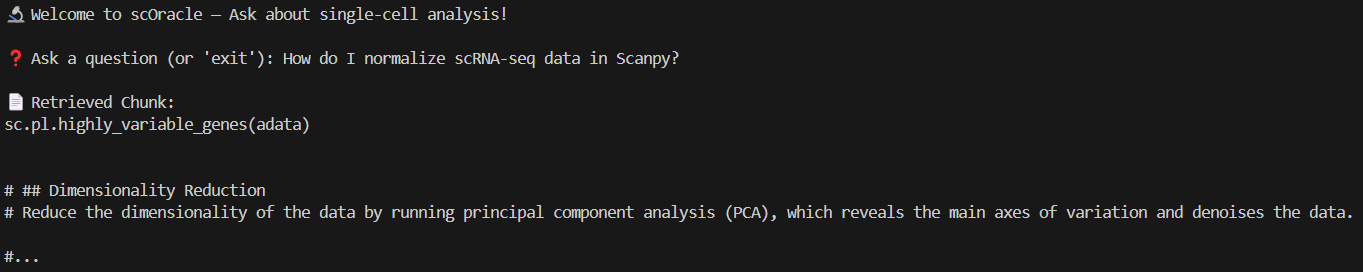 🔬 Welcome to scOracle — Ask about single-cell analysis!
❓ Ask a question (or 'exit'): How do I normalize scRNA-seq data in Scanpy?
📄 Retrieved Chunk:
sc.pl.highly_variable_genes(adata)
# ## Dimensionality Reduction
# Reduce the dimensionality of the data by running principal component analysis (PCA), which reveals the main axes of variation and denoises the data.
#...